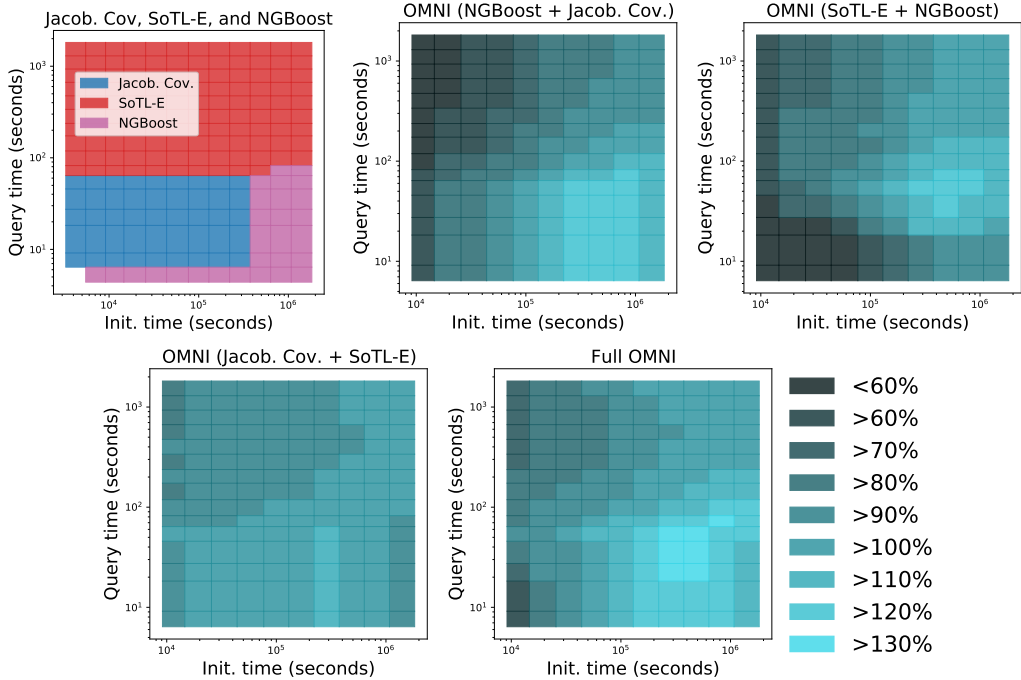 Jacob. Cov, SoTL-E, and NGBoost
OMNI (NGBoost + Jacob. Cov.)
OMNI (SoTL-E + NGBoost)
Query time (seconds)
10³
10²
10¹
Jacob. Cov.
SoTL-E
NGBoost
10⁴
10⁵
10⁶
Init. time (seconds)
Query time (seconds)
10³
10²
10¹
10⁴
10⁵
10⁶
Init. time (seconds)
Query time (seconds)
10³
10²
10¹
10⁴
10⁵
10⁶
Init. time (seconds)
OMNI (Jacob. Cov. + SoTL-E)
Query time (seconds)
10³
10²
10¹
10⁴
10⁵
10⁶
Init. time (seconds)
Full OMNI
Query time (seconds)
10³
10²
10¹
10⁴
10⁵
10⁶
Init. time (seconds)
<60%
>60%
>70%
>80%
>90%
>100%
>110%
>120%
>130%